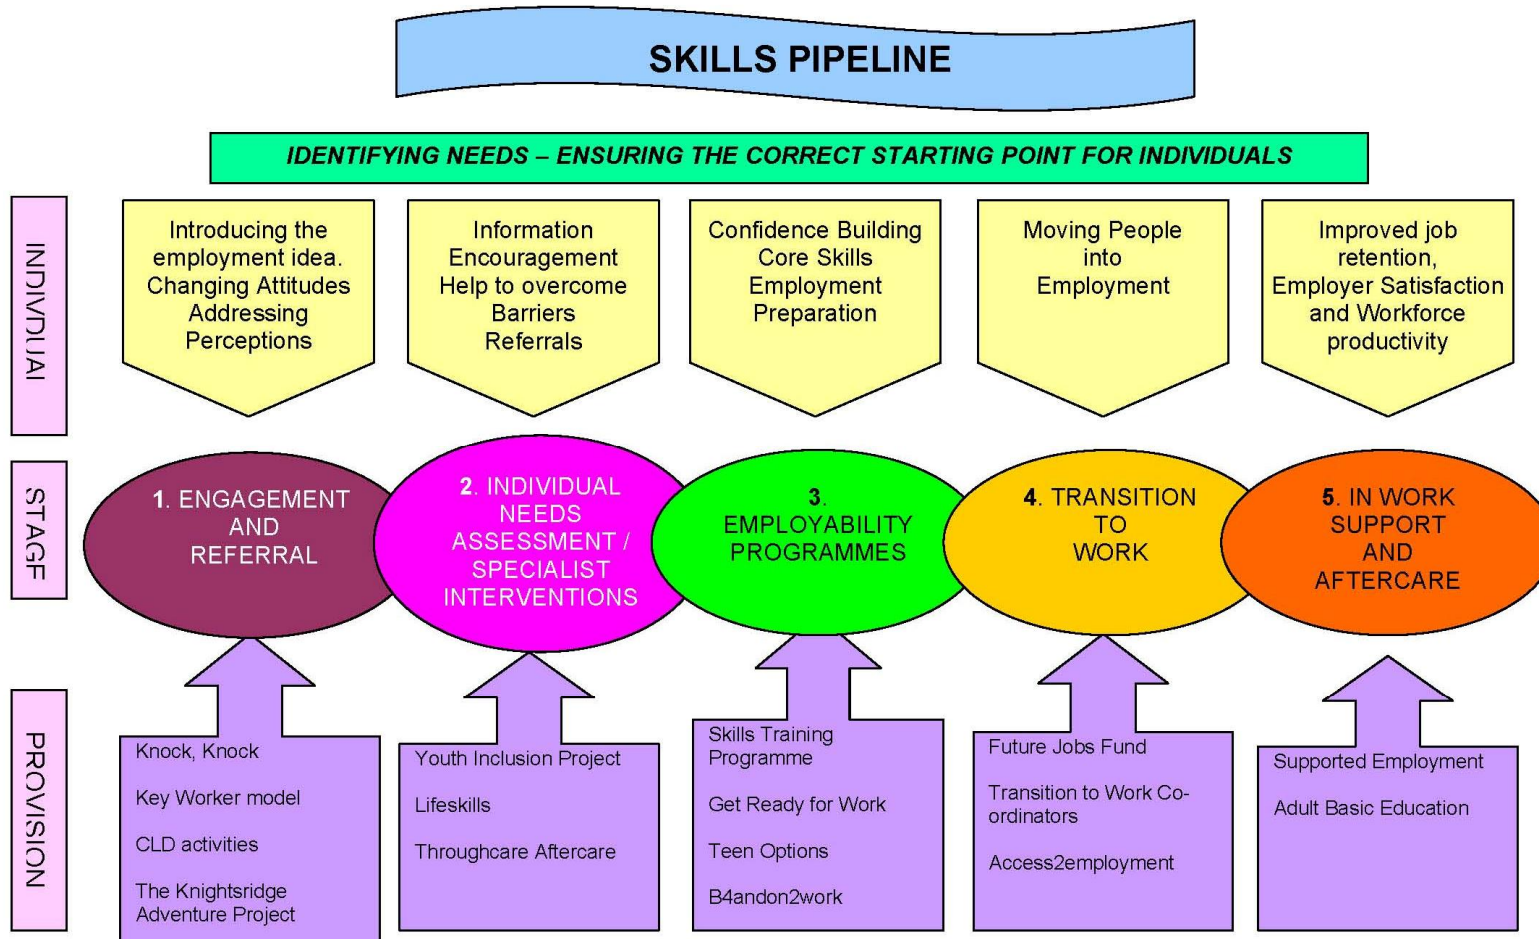 SKILLS PIPELINE
IDENTIFYING NEEDS – ENSURING THE CORRECT STARTING POINT FOR INDIVIDUALS
INDIVDUAI
Introducing the
employment idea.
Changing Attitudes
Addressing
Perceptions
Information
Encouragement
Help to overcome
Barriers
Referrals
Confidence Building
Core Skills
Employment
Preparation
Moving People
into
Employment
Improved job
retention,
Employer Satisfaction
and Workforce
productivity
STAGF
1. ENGAGEMENT
AND
REFERRAL
2. INDIVIDUAL
NEEDS
ASSESSMENT /
SPECIALIST
INTERVENTIONS
3.
EMPLOYABILITY
PROGRAMMES
4. TRANSITION
TO
WORK
5. IN WORK
SUPPORT
AND
AFTERCARE
PROVISION
Knock, Knock
Key Worker model
CLD activities
The Knightsridge
Adventure Project
Youth Inclusion Project
Lifeskills
Throughcare Aftercare
Skills Training
Programme
Get Ready for Work
Teen Options
B4andon2work
Future Jobs Fund
Transition to Work Co-
ordinators
Access2employment
Supported Employment
Adult Basic Education